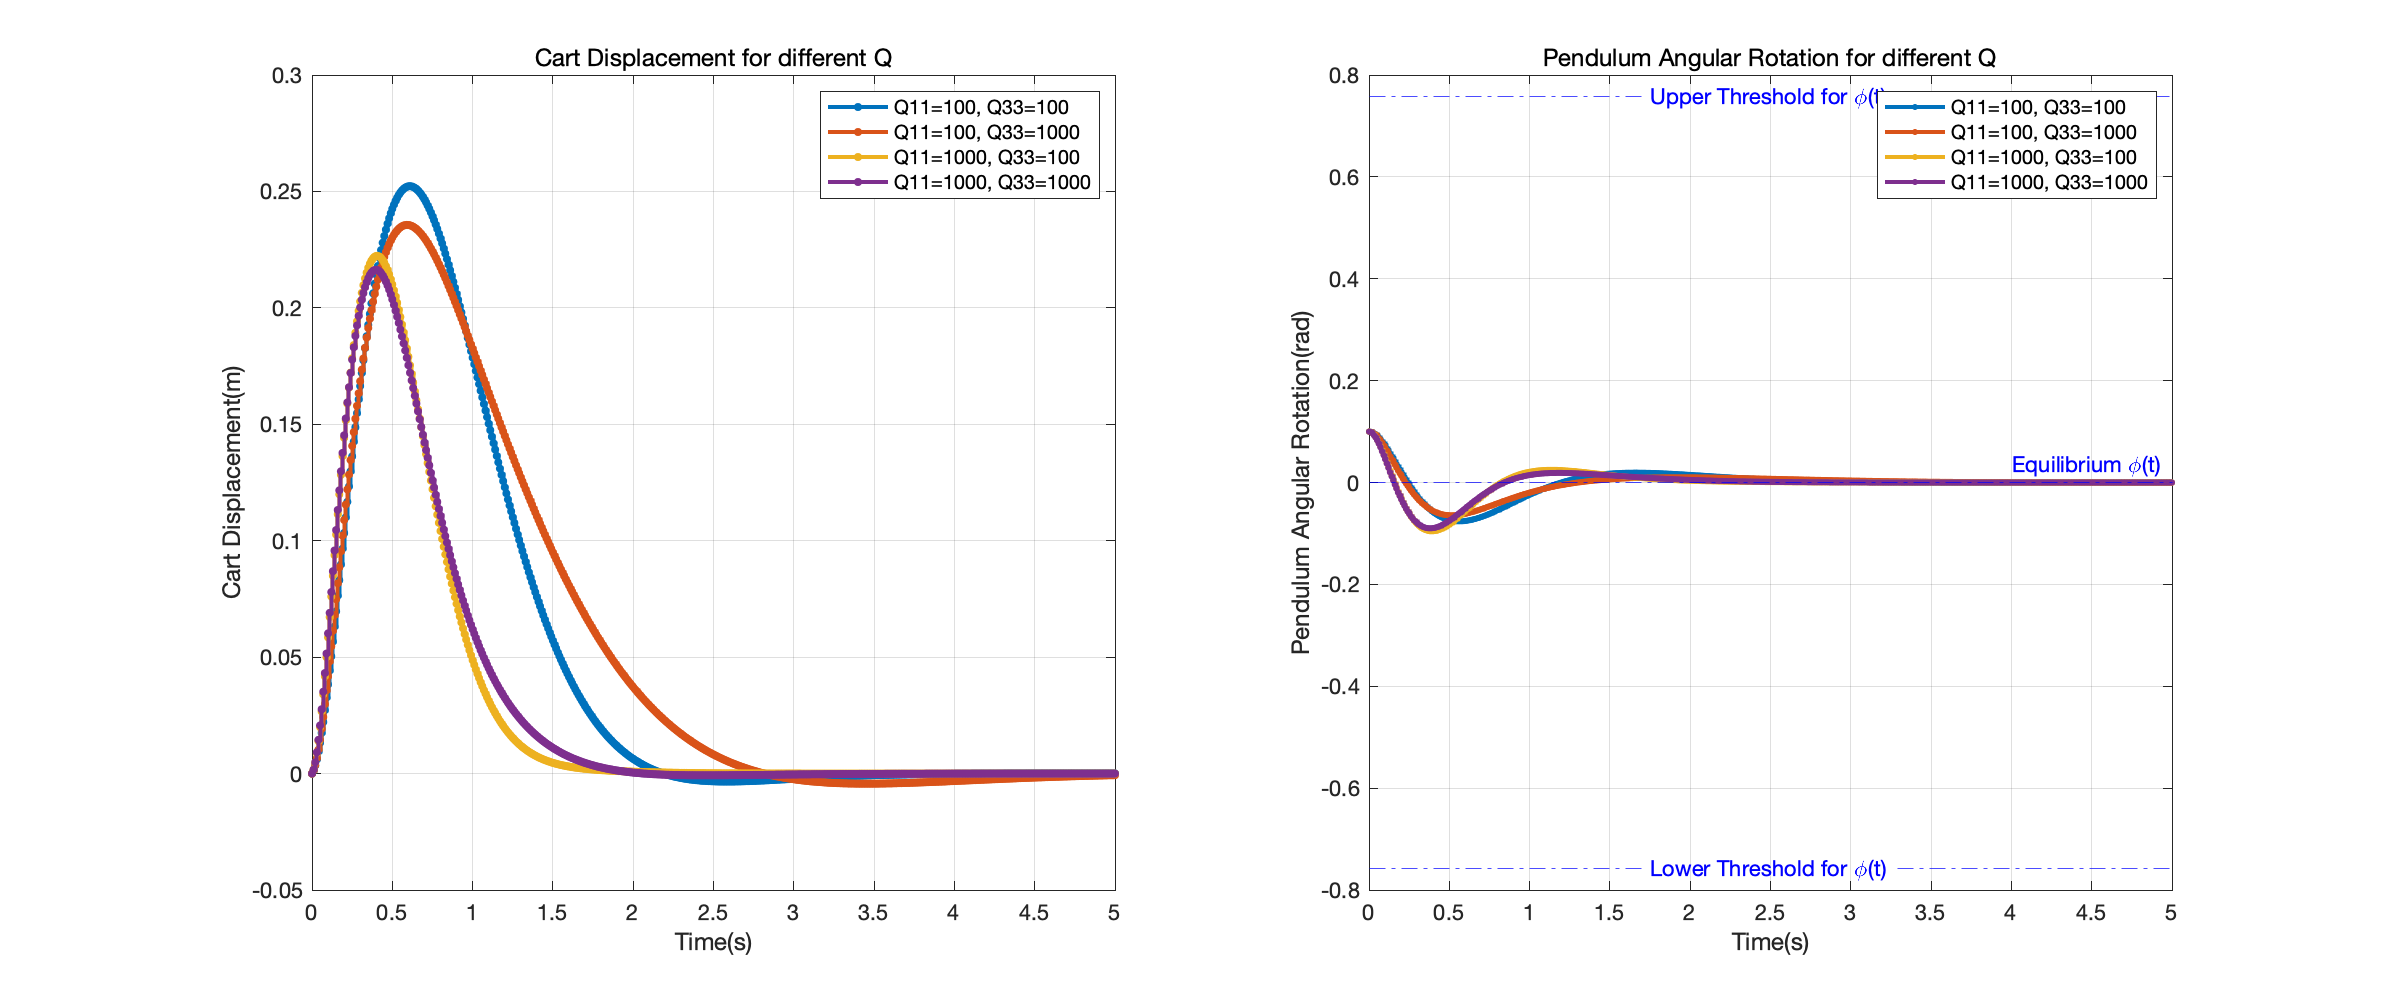 Cart Displacement for different Q
0.3
0.25
0.2
0.15
0.1
0.05
0
-0.05
Cart Displacement(m)
Q11=100, Q33=100
Q11=100, Q33=1000
Q11=1000, Q33=100
Q11=1000, Q33=1000
0 0.5 1 1.5 2 2.5 3 3.5 4 4.5 5
Time(s)
Pendulum Angular Rotation for different Q
0.8
0.6
0.4
0.2
0
-0.2
-0.4
-0.6
-0.8
Pendulum Angular Rotation(rad)
Upper Threshold for ϕ(t
Q11=100, Q33=100
Q11=100, Q33=1000
Q11=1000, Q33=100
Q11=1000, Q33=1000
Equilibrium ϕ(t)
Lower Threshold for ϕ(t)
0 0.5 1 1.5 2 2.5 3 3.5 4 4.5 5
Time(s)